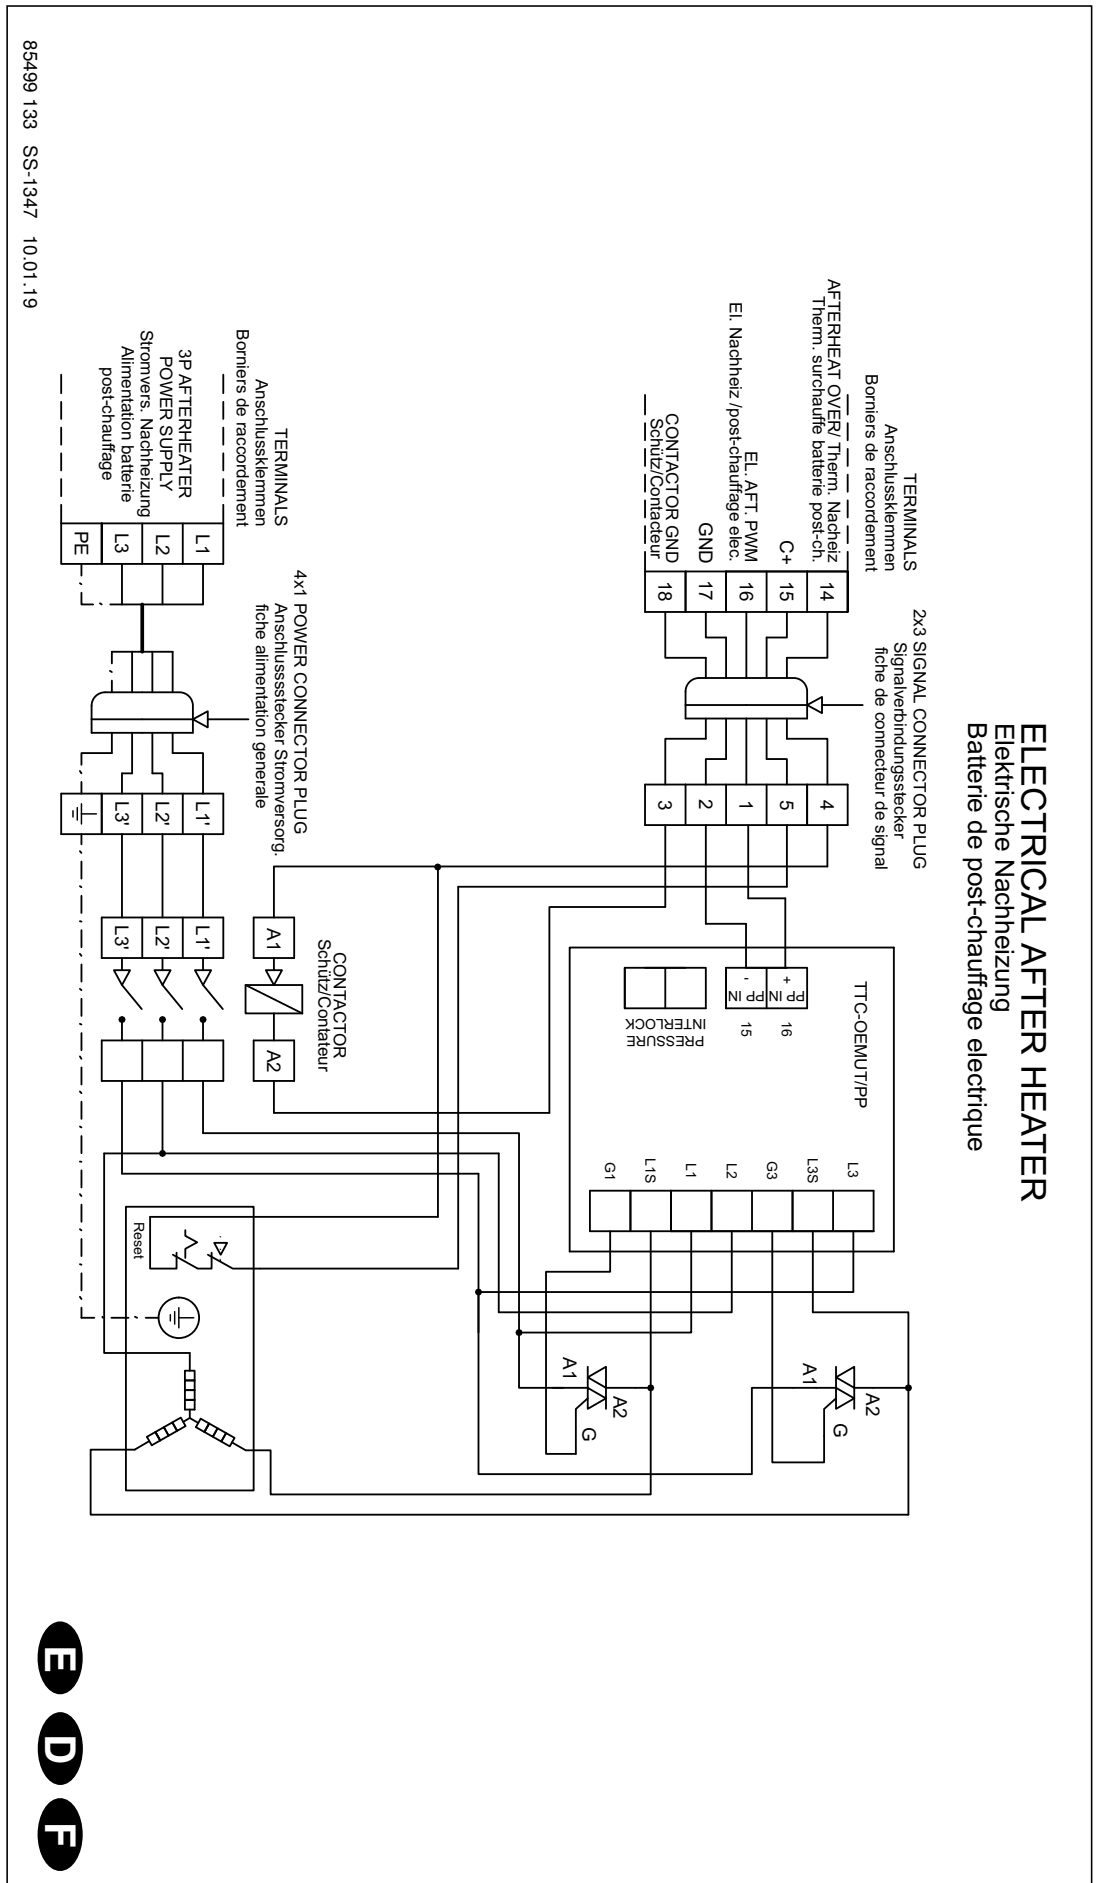 ELECTRICAL AFTER HEATER
Elektrische Nachheizung
Batterie de post-chauffage electrique
TERMINALS
Anschlussklemmen
Borniers de raccordement
2x3 SIGNAL CONNECTOR PLUG
Signalverbindungsstecker
fiche de connecteur de signal
AFTERHEAT OVER/ Therm. Nacheiz
Therm. surchauffe batterie post-ch.
C+
EL. AFT. PWM
El. Nachheiz /post-chauffage elec.
GND
CONTACTOR GND
Schütz/Contacteur
14
15
16
17
18
4
5
1
2
3
TTC-OEMUT/PP
+
PP IN
16
-
PP IN
15
PRESSURE
INTERLOCK
L3
L3S
G3
L2
L1
L1S
G1
A1
A2
G
A1
A2
G
CONTACTOR
Schütz/Contateur
A1
A2
4x1 POWER CONNECTOR PLUG
Anschlusssstecker Stromversorg.
fiche alimentation generale
TERMINALS
Anschlussklemmen
Borniers de raccordement
3P AFTERHEATER
POWER SUPPLY
Stromvers. Nachheizung
Alimentation batterie
post-chauffage
L1
L2
L3
PE
L1'
L2'
L3'
L1'
L2'
L3'
Reset
85499 133 SS-1347 10.01.19
E D F